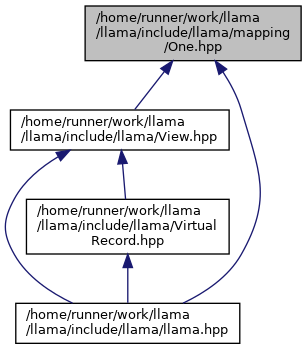 /home/runner/work/llama
/llama/include/llama/mapping
/One.hpp
/home/runner/work/llama
/llama/include/llama/View.hpp
/home/runner/work/llama
/llama/include/llama/Virtual
Record.hpp
/home/runner/work/llama
/llama/include/llama/llama.hpp